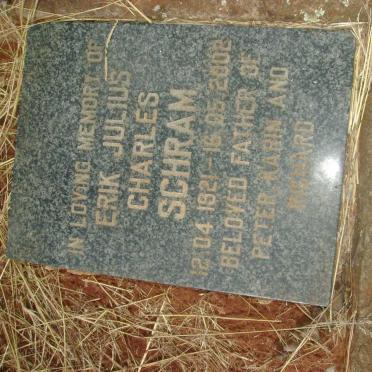 IN LOVING MEMORY OF
ERIK JULIUS
CHARLES
SCHRAM
12.04.1921 - 16.05.2002
BELOVED FATHER OF
PETER KARIN AND
RICHARD